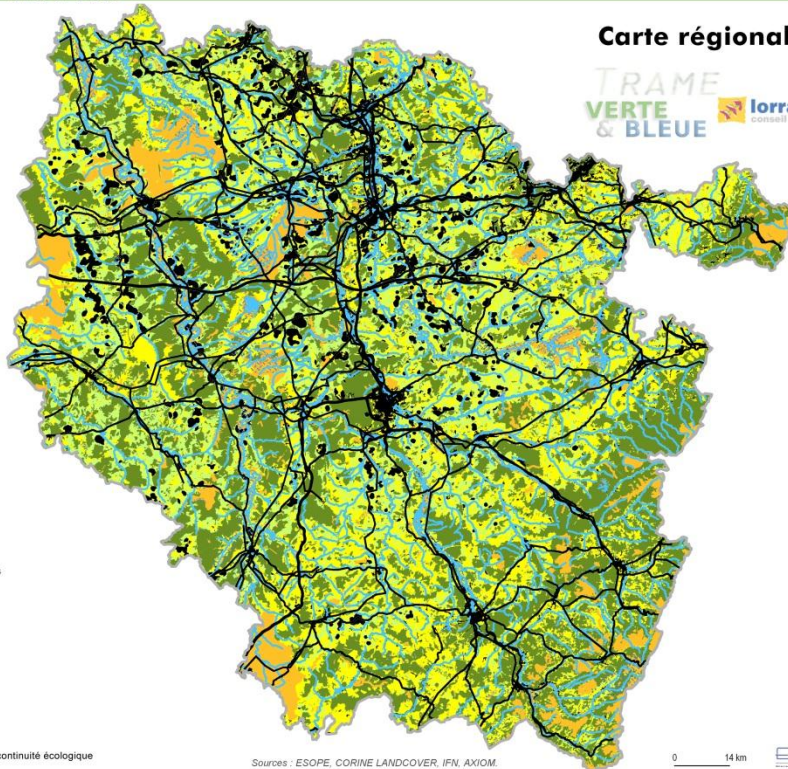 Carte régional
TRAME
VERTE
& BLEUE
lorra
conseil
continuité écologique
Sources : ESOPE, CORINE LANDCOVER, IFN, AXIOM.
0 14 km